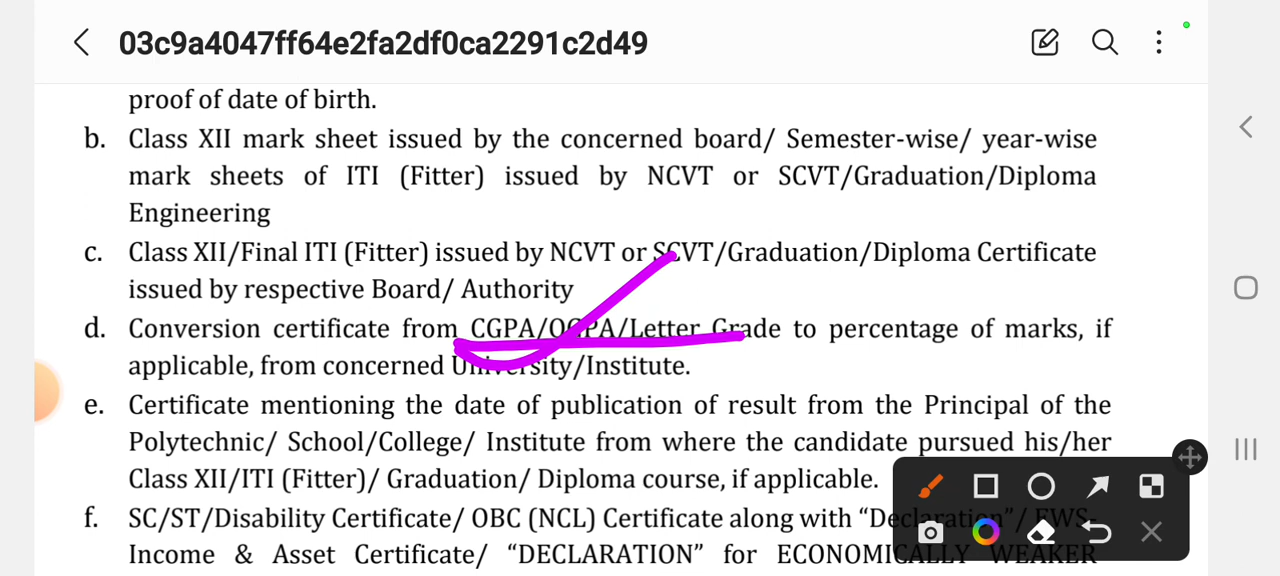 03c9a4047ff64e2fa2df0ca2291c2d49
proof of date of birth.
b. Class XII mark sheet issued by the concerned board/ Semester-wise/ year-wise
mark sheets of ITI (Fitter) issued by NCVT or SCVT/Graduation/Diploma
Engineering
c. Class XII/Final ITI (Fitter) issued by NCVT or SCVT/Graduation/Diploma Certificate
issued by respective Board/ Authority
d. Conversion certificate from CGPA/OGPA/Letter Grade to percentage of marks, if
applicable, from concerned University/Institute.
e. Certificate mentioning the date of publication of result from the Principal of the
Polytechnic/ School/College/ Institute from where the candidate pursued his/her
Class XII/ITI (Fitter)/ Graduation/ Diploma course, if applicable.
f. SC/ST/Disability Certificate/ OBC (NCL) Certificate along with “Declaration”/ EWS-
Income & Asset Certificate/ “DECLARATION” for ECONOMICALLY WEAKER